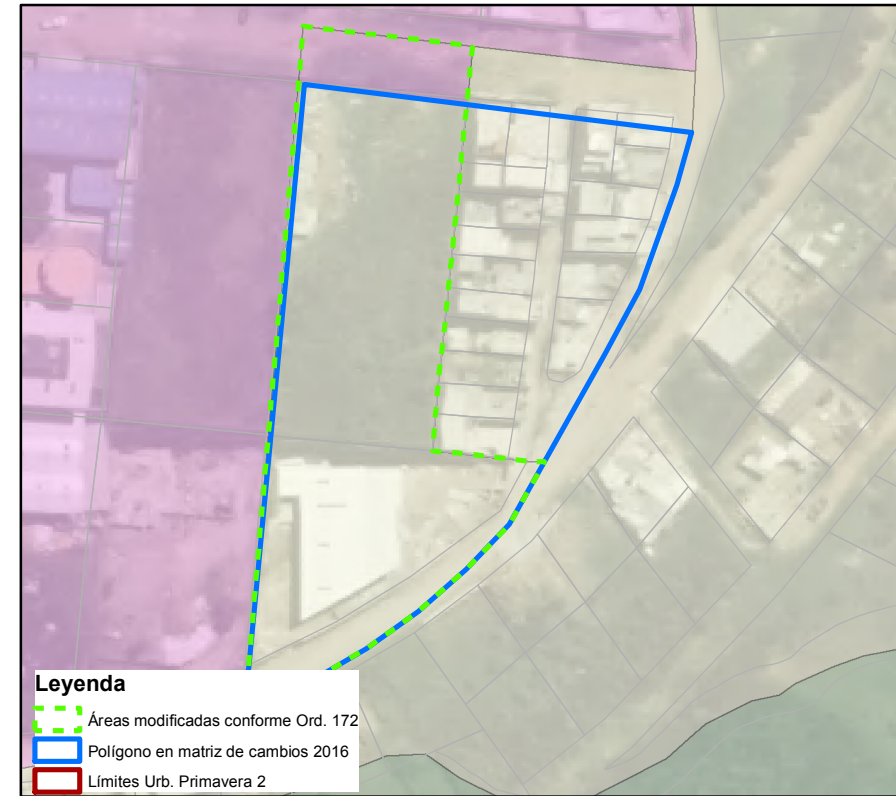 Leyenda
Áreas modificadas conforme Ord. 172
Polígono en matriz de cambios 2016
Límites Urb. Primavera 2